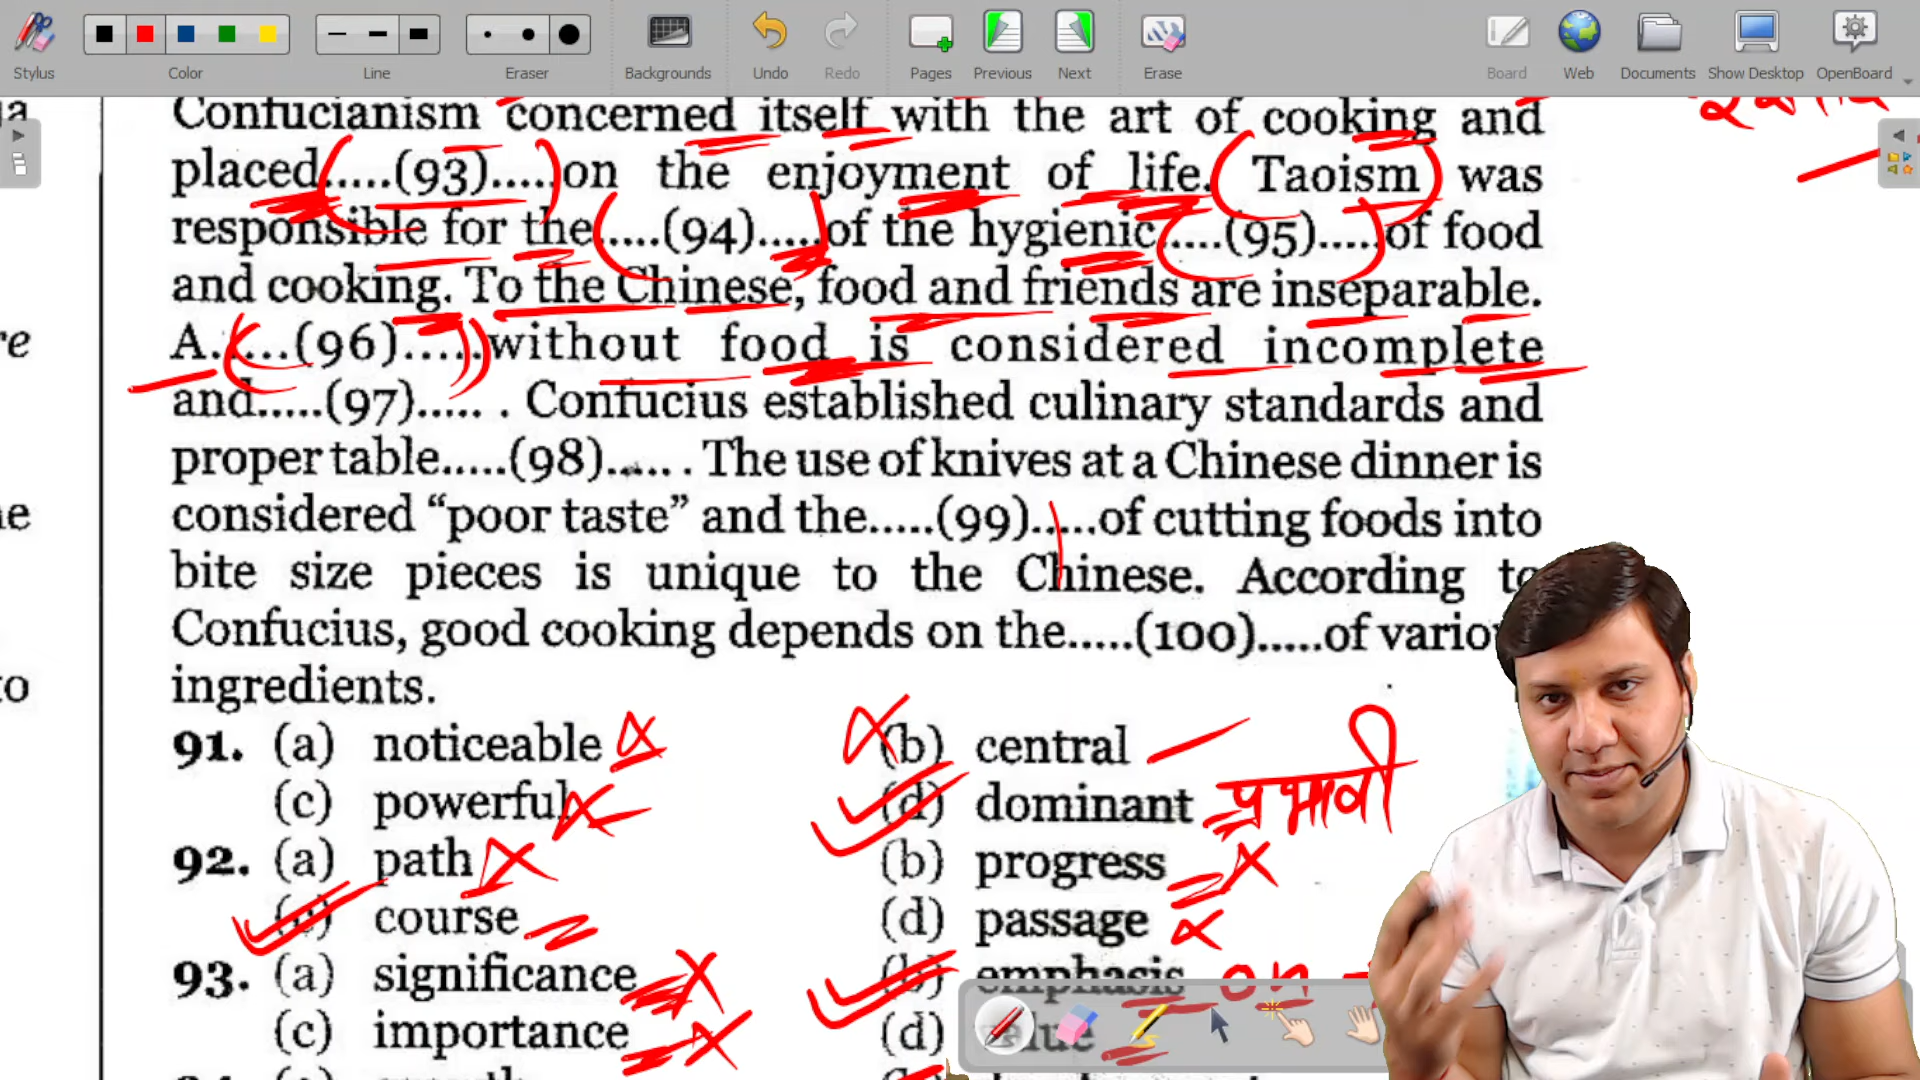 Stylus Color Line Eraser Backgrounds Undo Redo Pages Previous Next Erase Board Web Documents Show Desktop OpenBoard
Confucianism concerned itself with the art of cooking and
placed.....(93).....on the enjoyment of life. Taoism was
responsible for the.....(94).....of the hygienic.....(95).....of food
and cooking. To the Chinese, food and friends are inseparable.
A.....(96).....without food is considered incomplete
and.....(97)..... . Confucius established culinary standards and
proper table.....(98)..... . The use of knives at a Chinese dinner is
considered “poor taste” and the.....(99).....of cutting foods into
bite size pieces is unique to the Chinese. According to
Confucius, good cooking depends on the.....(100).....of
ingredients.
91. (a) noticeable (b) central
(c) powerful (d) dominant प्रभावी
92. (a) path (b) progress
(c) course (d) passage
93. (a) significance (b) emphasis on
(c) importance (d)